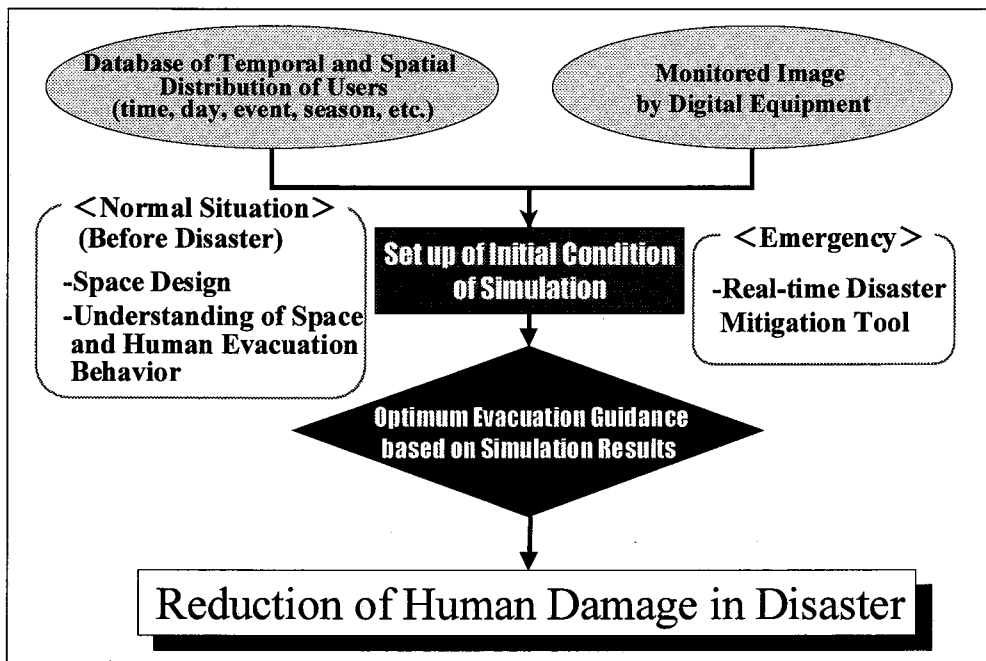 Database of Temporal and Spatial
Distribution of Users
(time, day, event, season, etc.)
Monitored Image
by Digital Equipment
<Normal Situation>
(Before Disaster)
-Space Design
-Understanding of Space
and Human Evacuation
Behavior
Set up of Initial Condition
of Simulation
<Emergency>
-Real-time Disaster
Mitigation Tool
Optimum Evacuation Guidance
based on Simulation Results
Reduction of Human Damage in Disaster